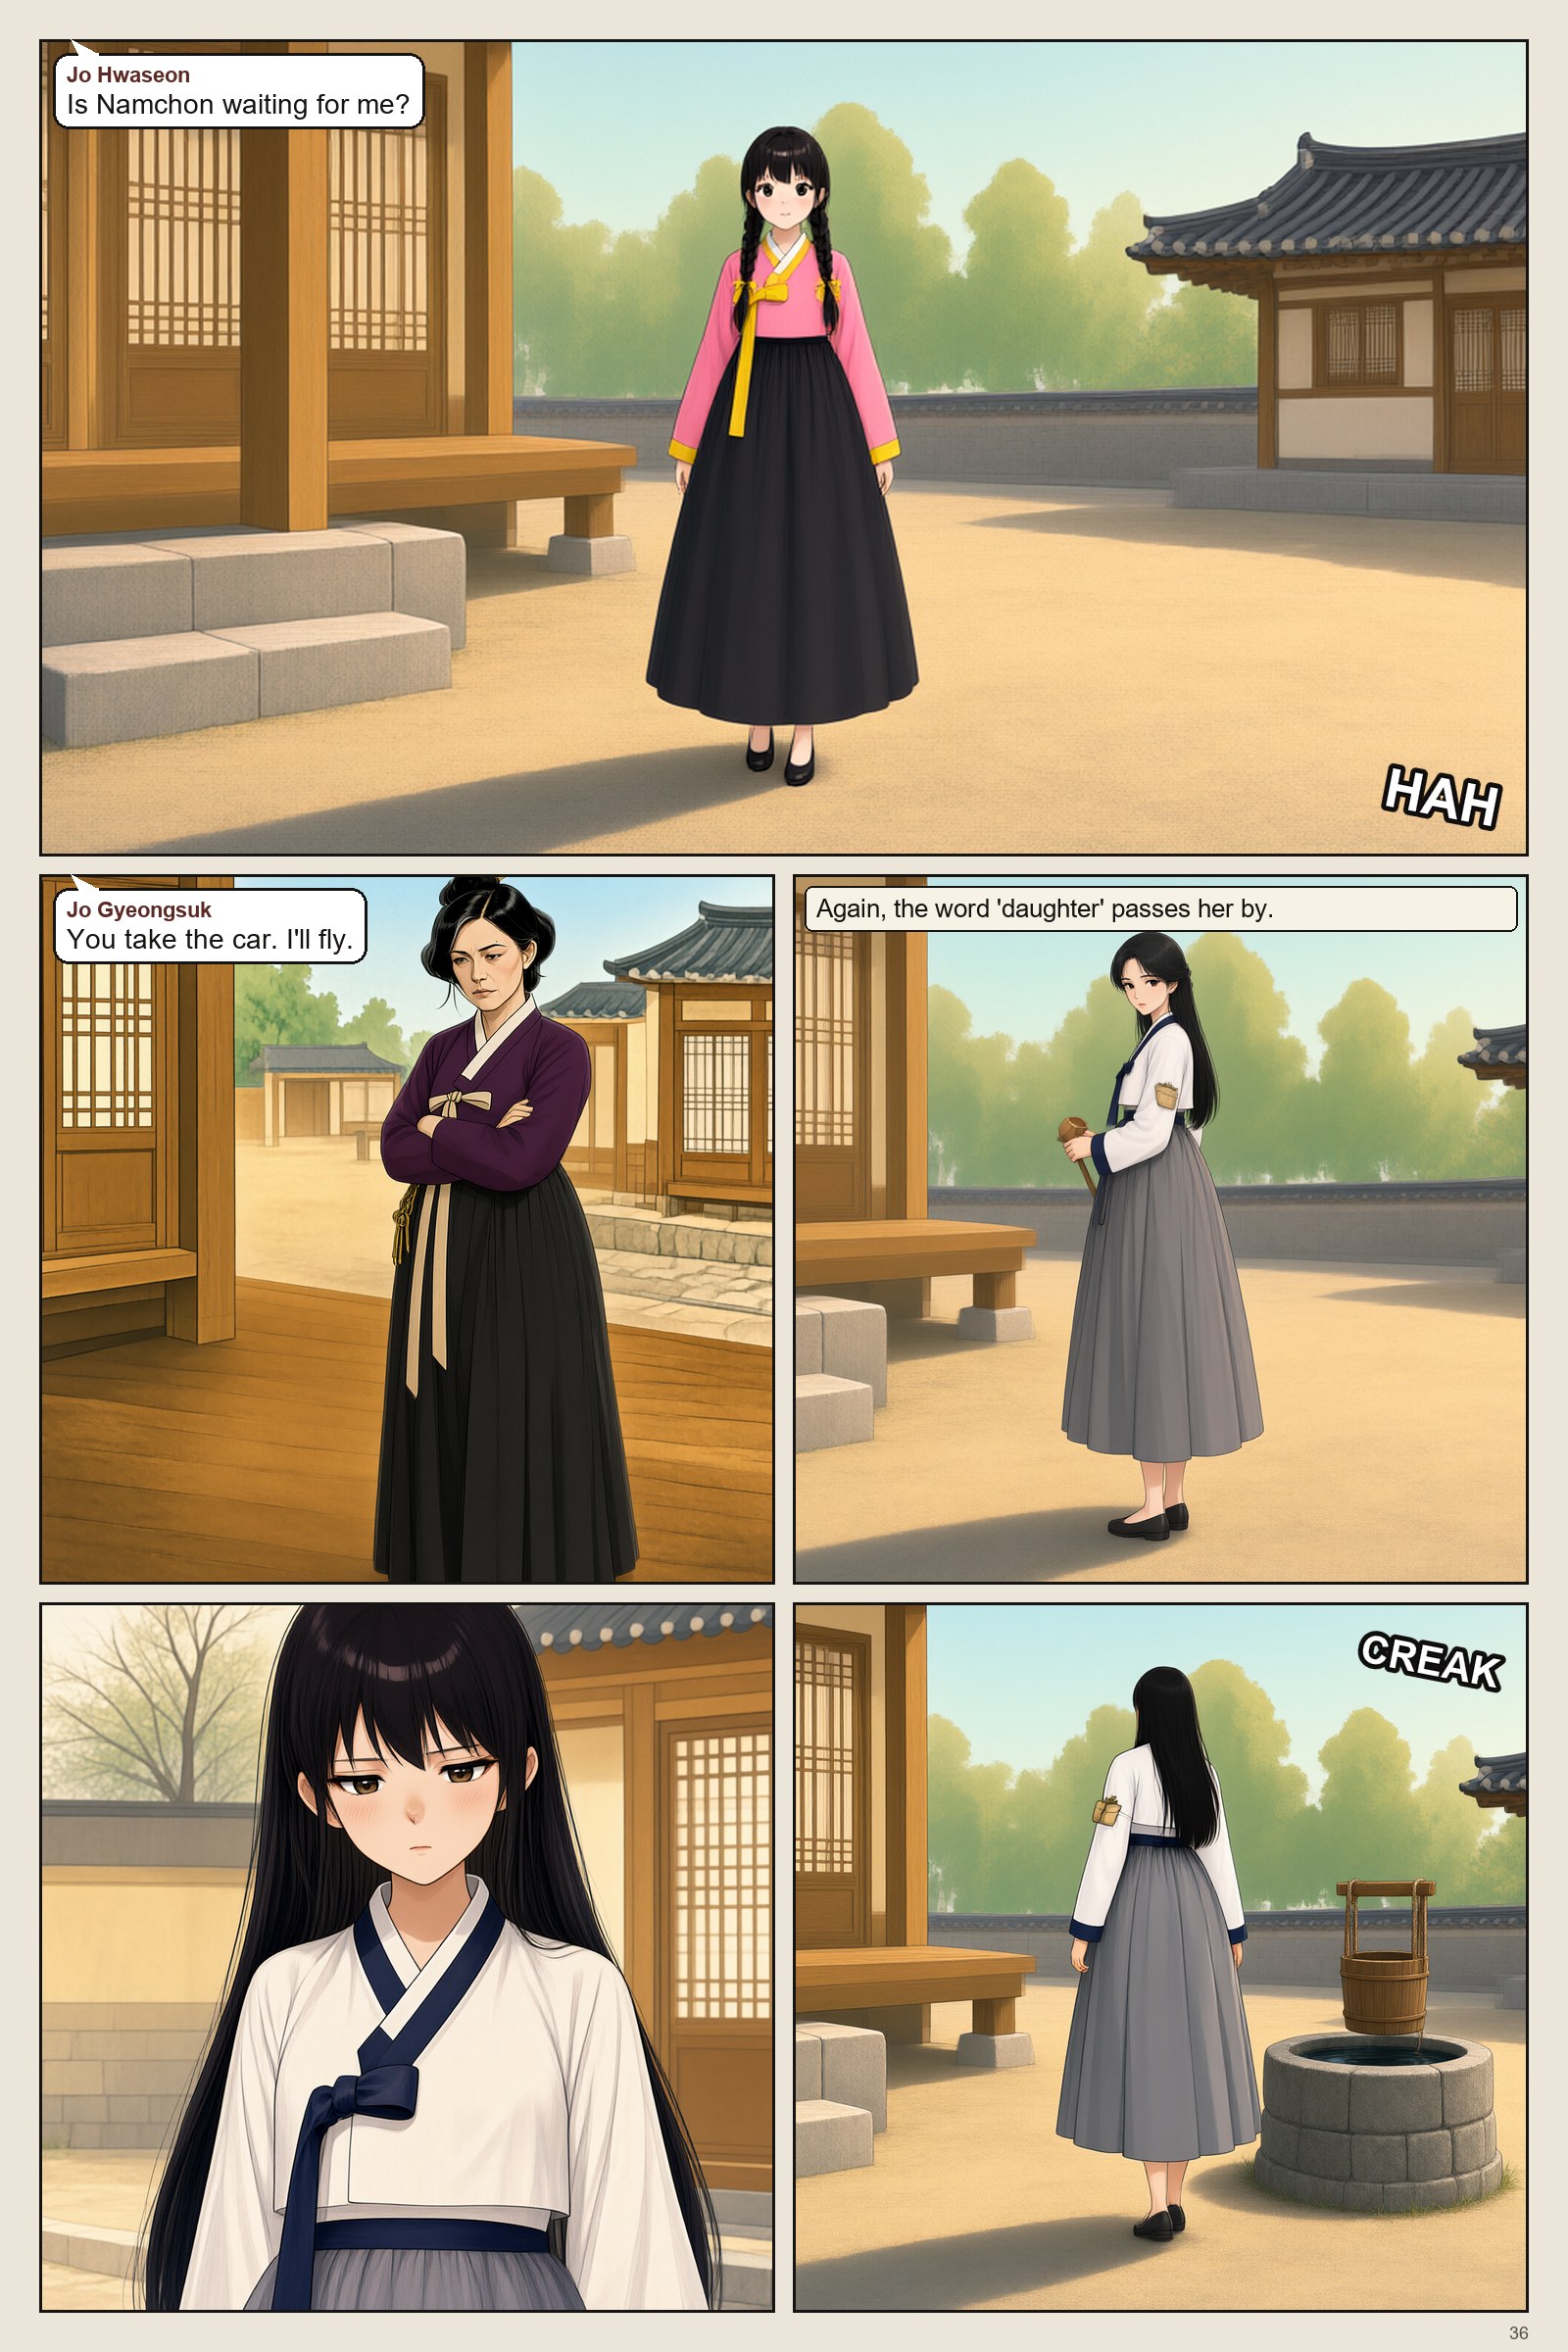 Jo Hwaseon
Is Namchon waiting for me?
HAH
Jo Gyeongsuk
You take the car. I'll fly.
Again, the word 'daughter' passes her by.
CREAK
36